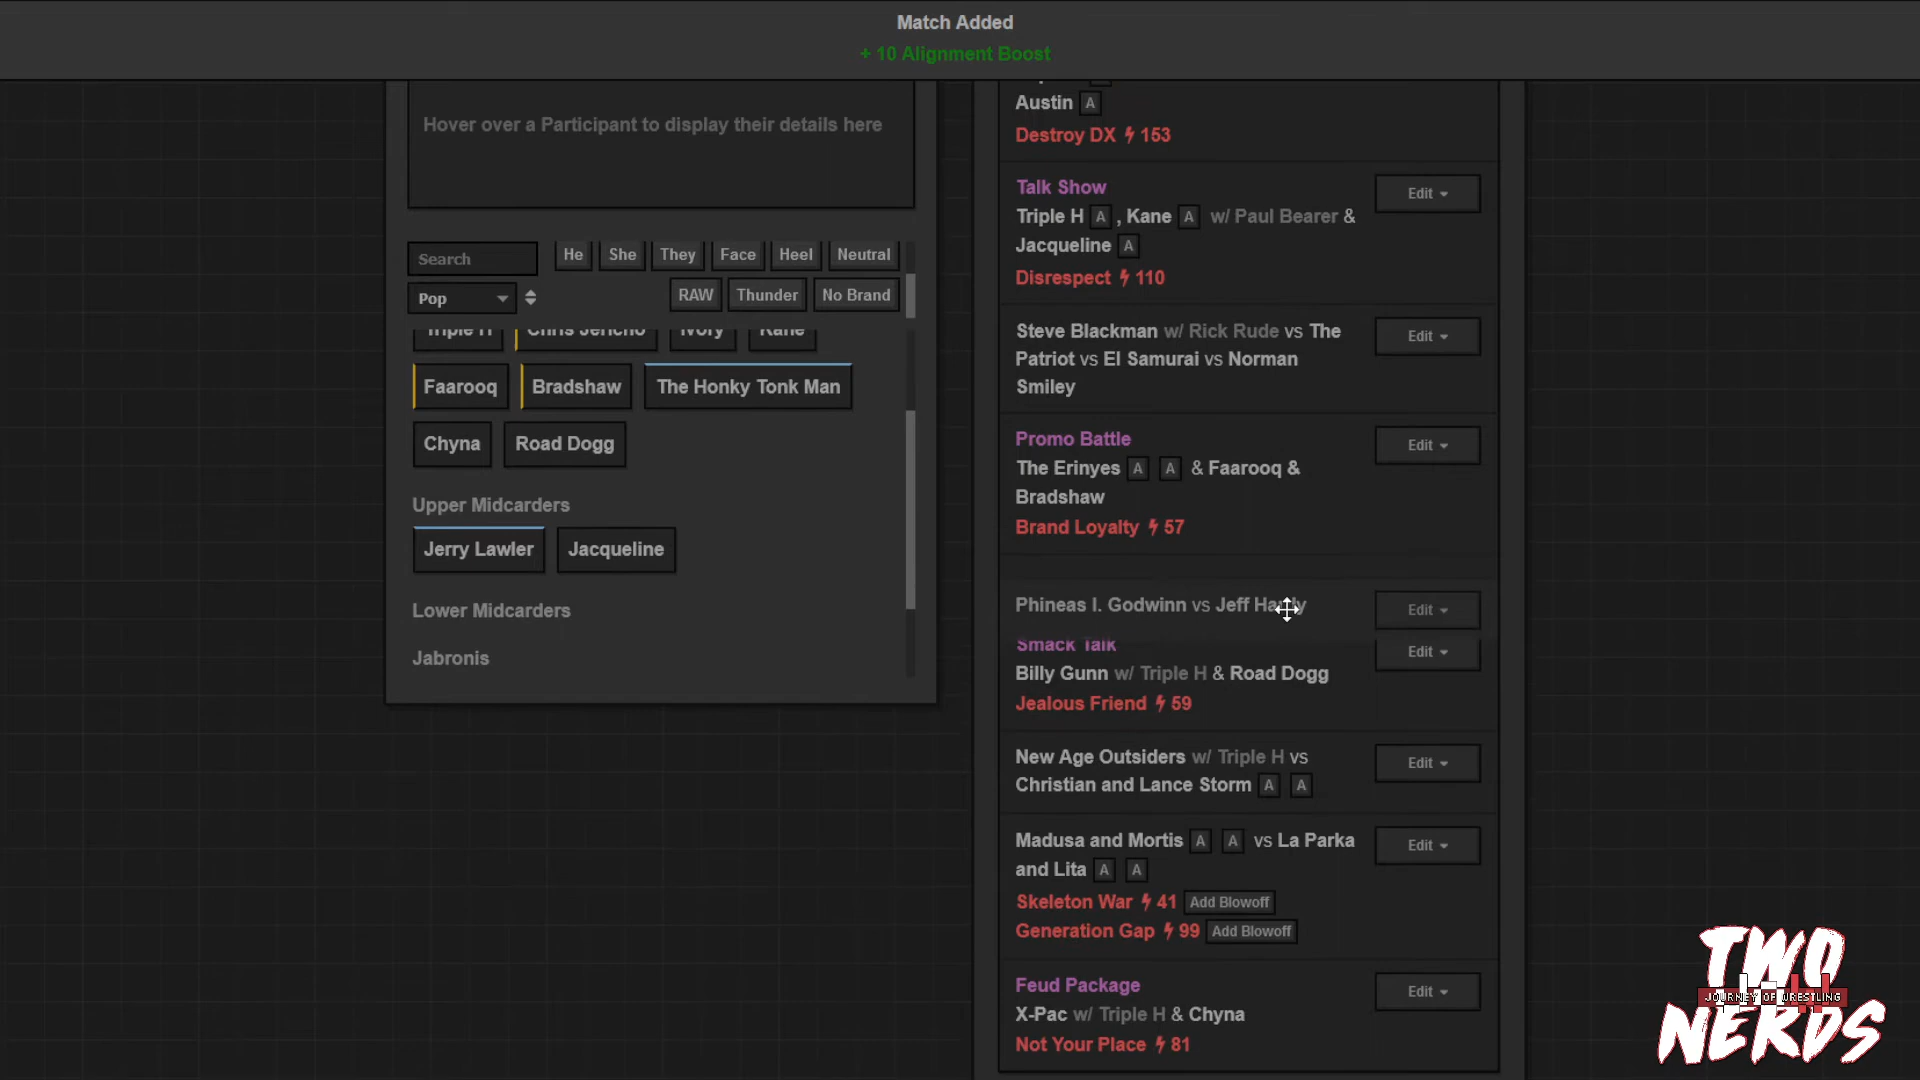 Match Added
+ 10 Alignment Boost
Hover over a Participant to display their details here
Search
He
She
They
Face
Heel
Neutral
Pop
RAW
Thunder
No Brand
Triple H
Chris Jericho
Ivory
Kane
Faarooq
Bradshaw
The Honky Tonk Man
Chyna
Road Dogg
Upper Midcarders
Jerry Lawler
Jacqueline
Lower Midcarders
Jabronis
Austin A
Destroy DX 153
Talk Show
Edit
Triple H A , Kane A w/ Paul Bearer &
Jacqueline A
Disrespect 110
Steve Blackman w/ Rick Rude vs The
Edit
Patriot vs El Samurai vs Norman
Smiley
Promo Battle
Edit
The Erinyes A A & Faarooq &
Bradshaw
Brand Loyalty 57
Phineas I. Godwinn vs Jeff Hardy
Edit
Smack Talk
Edit
Billy Gunn w/ Triple H & Road Dogg
Jealous Friend 59
New Age Outsiders w/ Triple H vs
Edit
Christian and Lance Storm A A
Madusa and Mortis A A vs La Parka
Edit
and Lita A A
Skeleton War 41 Add Blowoff
Generation Gap 99 Add Blowoff
Feud Package
Edit
X-Pac w/ Triple H & Chyna
Not Your Place 81
TWO
JOURNEY OF WRESTLING
NERDS